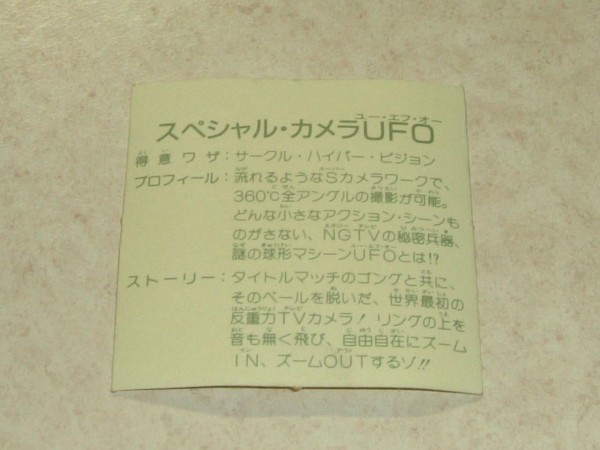 スペシャル・カメラUFO
得意ワザ：サークル・ハイパー・ビジョン
プロフィール：流れるようなSカメラワークで、
360℃全アングルの撮影が可能。
どんな小さなアクション・シーンも
のがさない、NGTVの秘密兵器、
謎の球形マシーンUFOとは!?
ストーリー：タイトルマッチのゴングと共に、
そのベールを脱いだ、世界最初の
反重力TVカメラ！リングの上を
音も無く飛び、自由自在にズーム
IN、ズームOUTするゾ!!